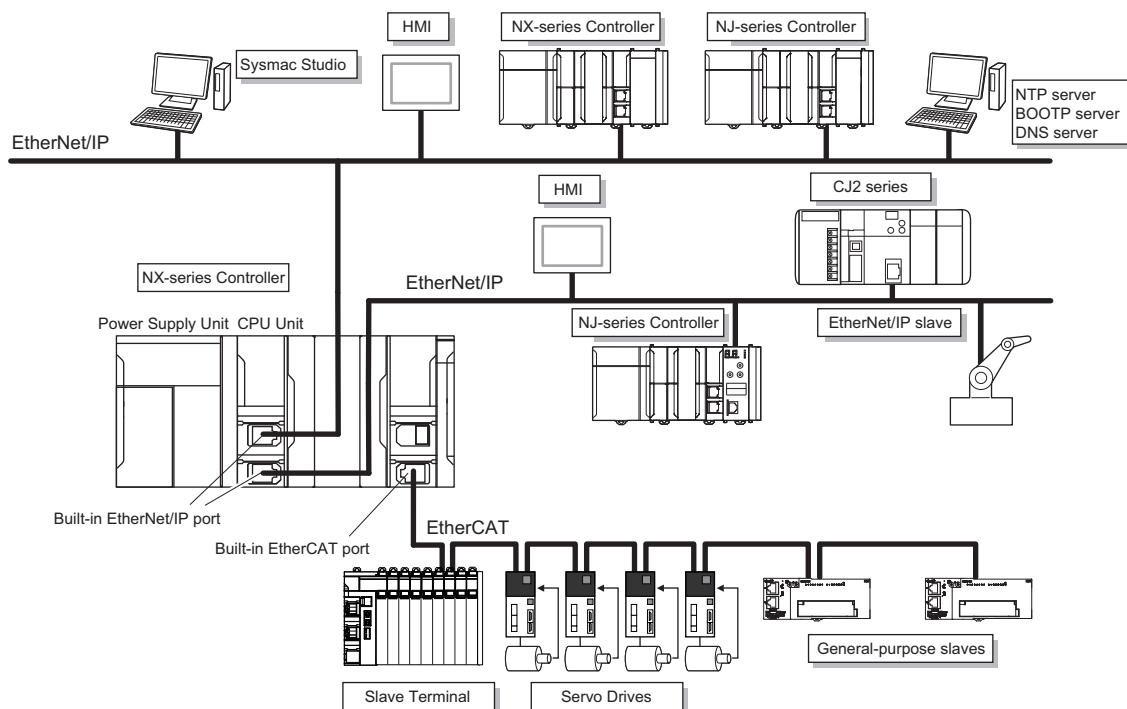 HMI
NX-series Controller
NJ-series Controller
Sysmac Studio
NTP server
BOOTP server
DNS server
EtherNet/IP
HMI
CJ2 series
NX-series Controller
EtherNet/IP
Power Supply Unit CPU Unit
NJ-series Controller
EtherNet/IP slave
Built-in EtherNet/IP port
Built-in EtherCAT port
EtherCAT
General-purpose slaves
Slave Terminal
Servo Drives